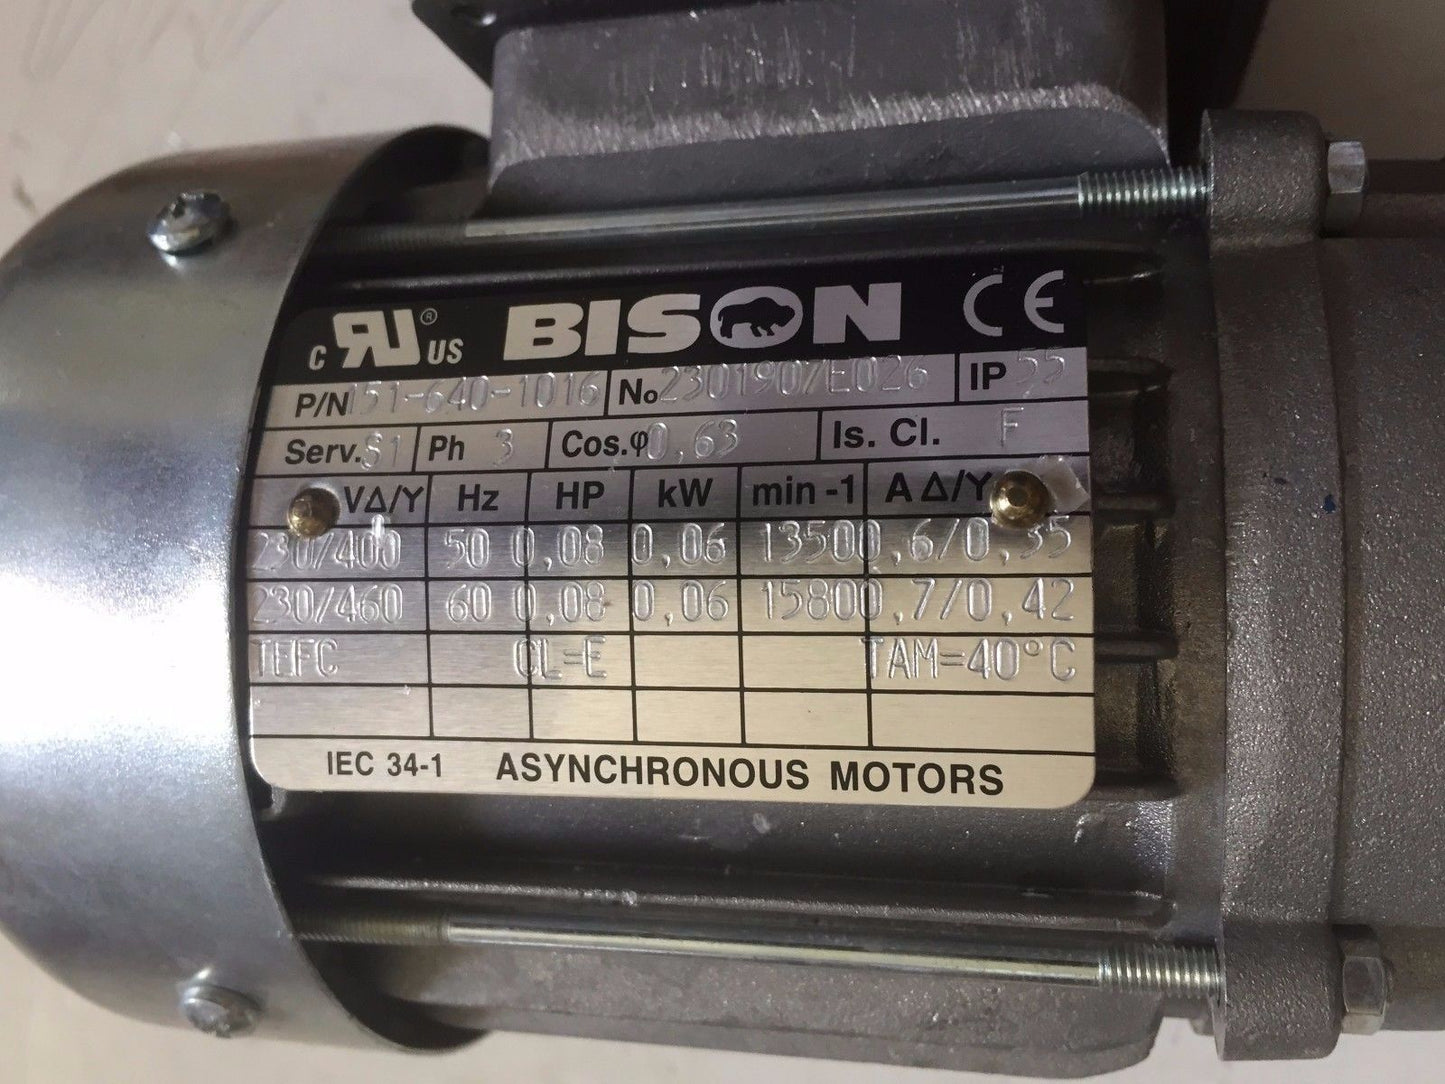 c RU ® US BISON CE
P/N 151-640-1016 No 2301907/E026 IP 55
Serv. S1 Ph 3 Cos.φ 0,63 Is. Cl. F
VΔ/Y Hz HP kW min -1 A Δ/Y
230/400 50 0,08 0,06 1350 0,6/0,35
230/460 60 0,08 0,06 1580 0,7/0,42
TEFC CL=E TAM=40°C
IEC 34-1 ASYNCHRONOUS MOTORS